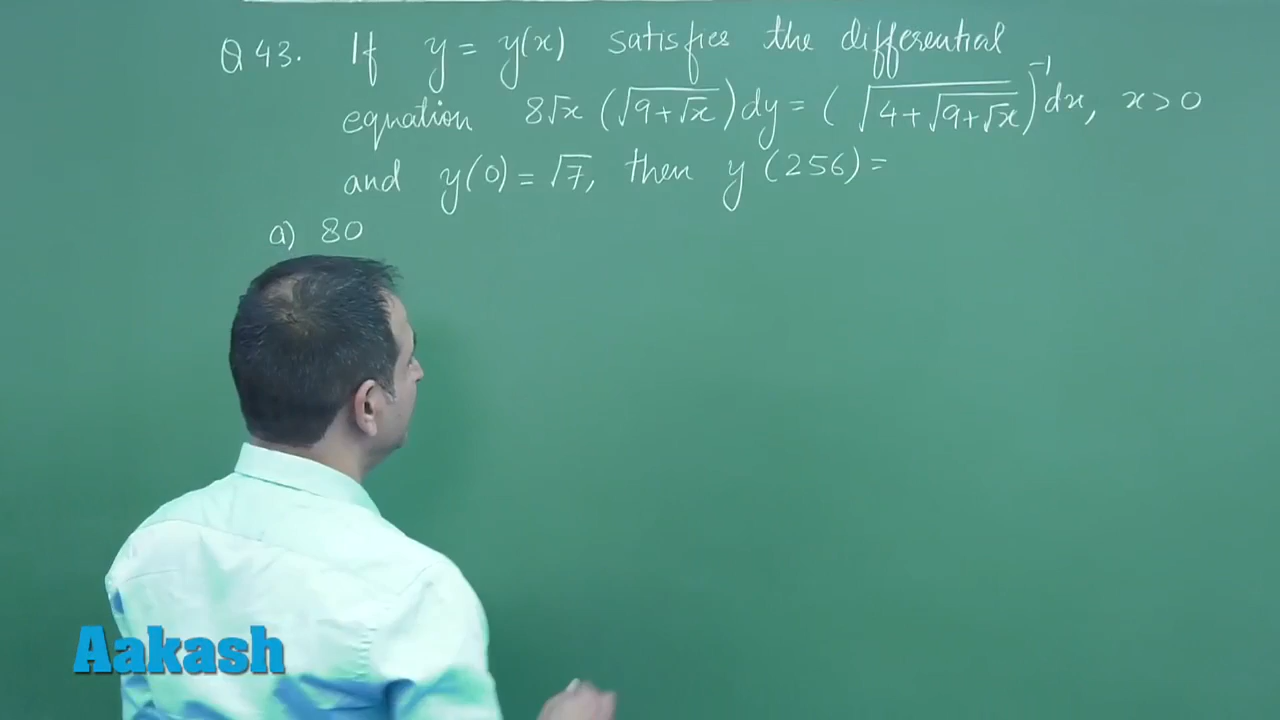 Q 43. If y = y(x) satisfies the differential
equation 8√x (√(9+√x)) dy = (√(4+√(9+√x)))⁻¹ dx, x > 0
and y(0) = √7, then y(256) =
a) 80
Aakash